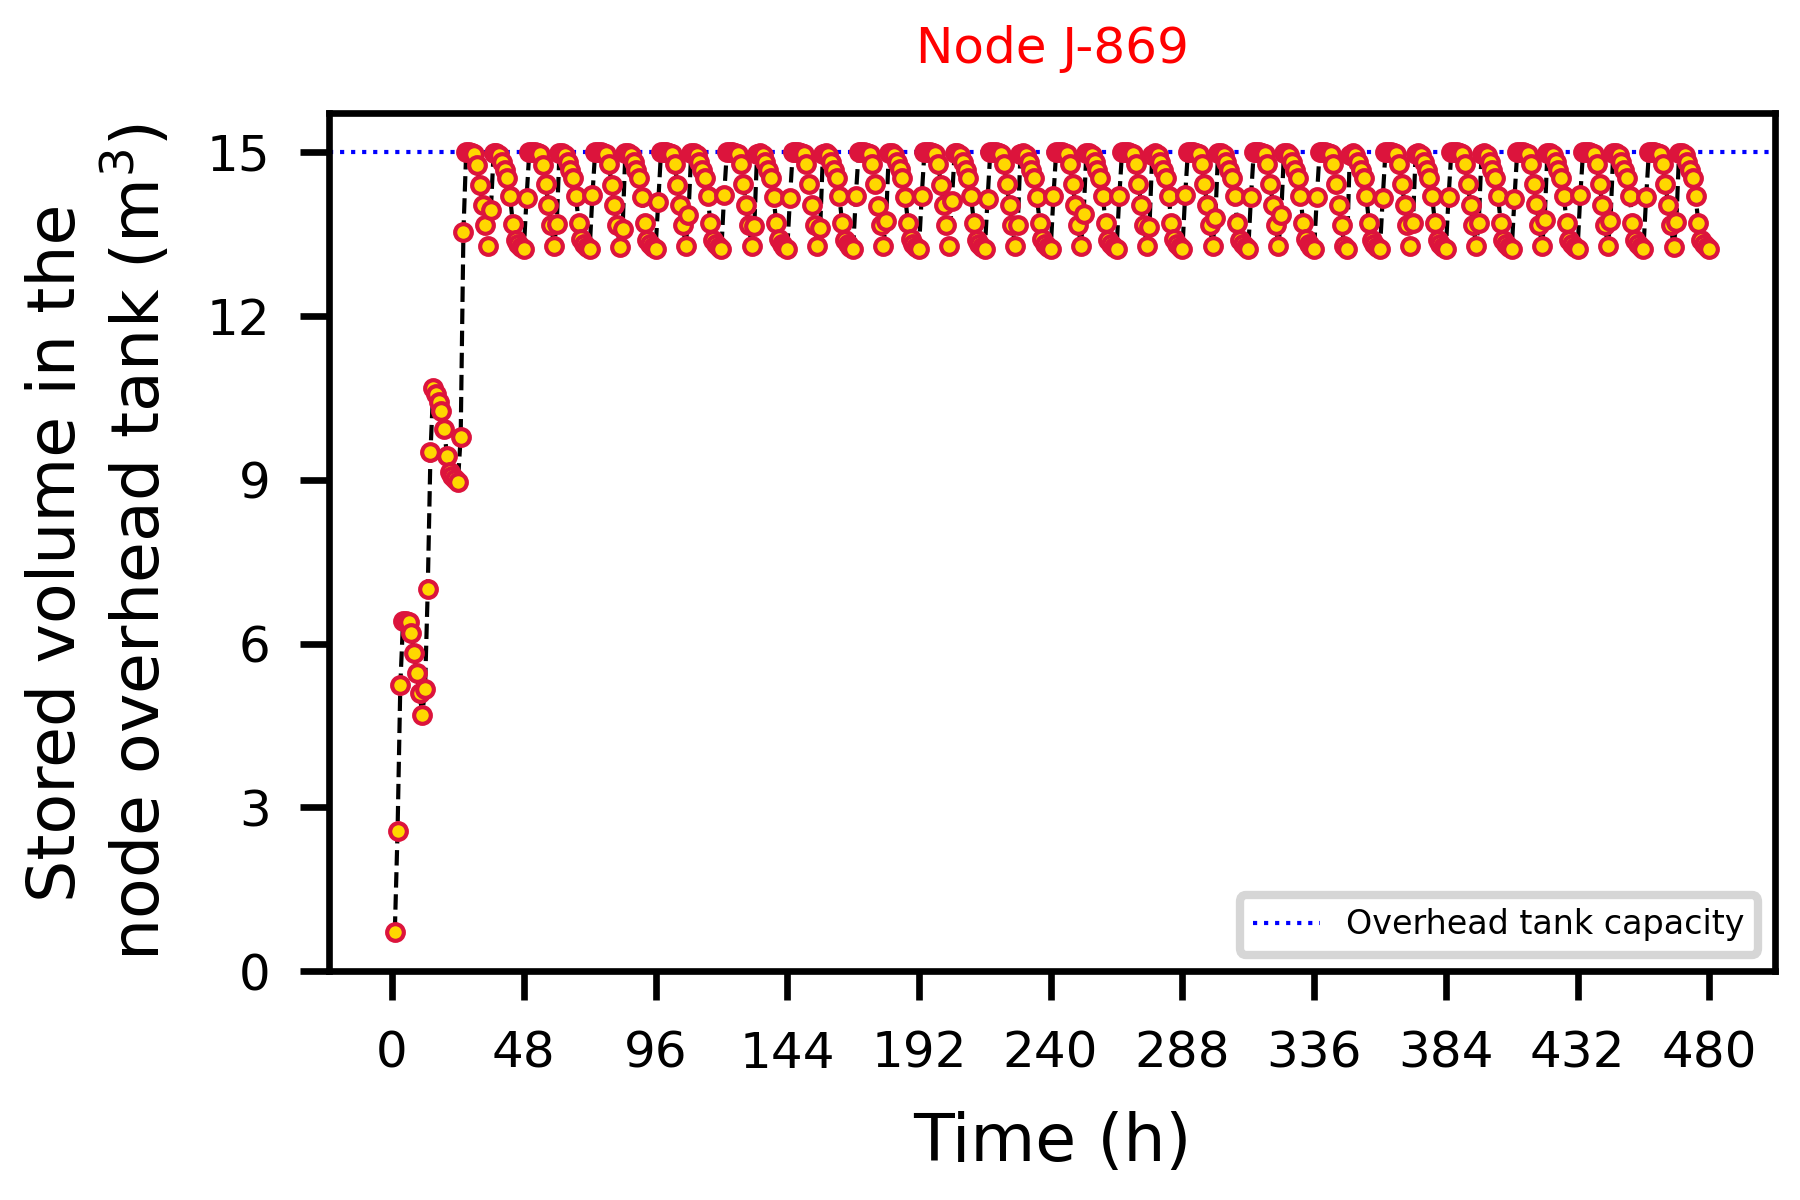 Node J-869
Stored volume in the
node overhead tank (m³)
15
12
9
6
3
0
Overhead tank capacity
0 48 96 144 192 240 288 336 384 432 480
Time (h)